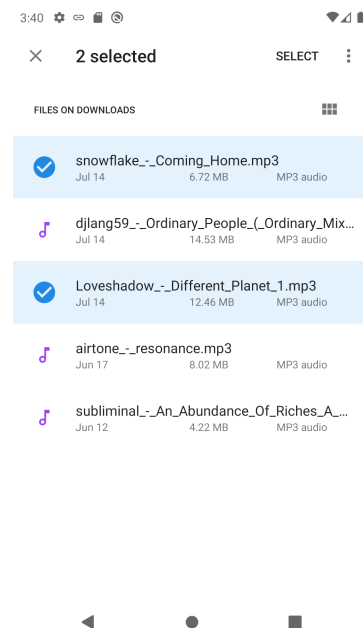 3:40
2 selected
SELECT
FILES ON DOWNLOADS
snowflake_-_Coming_Home.mp3
Jul 14 6.72 MB MP3 audio
djlang59_-_Ordinary_People_(_Ordinary_Mix...
Jul 14 14.53 MB MP3 audio
Loveshadow_-_Different_Planet_1.mp3
Jul 14 12.46 MB MP3 audio
airtone_-_resonance.mp3
Jun 17 8.02 MB MP3 audio
subliminal_-_An_Abundance_Of_Riches_A_...
Jun 12 4.22 MB MP3 audio